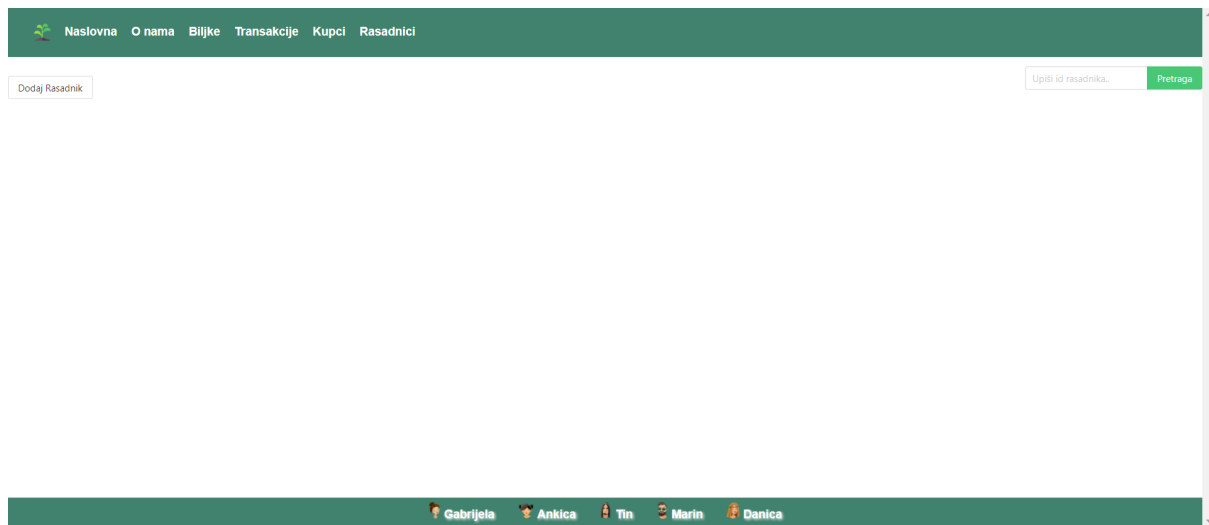 Naslovna O nama Biljke Transakcije Kupci Rasadnici
Upiši id rasadnika.. Pretraga
Dodaj Rasadnik
Gabrijela Ankica Tin Marin Danica